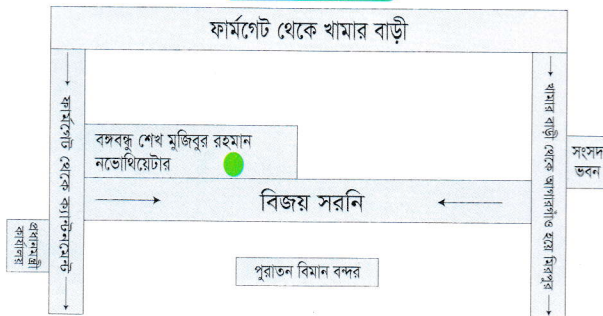 ফার্মগেট থেকে খামার বাড়ী
ফার্মগেট থেকে ক্যান্টনমেন্ট
বঙ্গবন্ধু শেখ মুজিবুর রহমান
নভোথিয়েটার
খামার বাড়ী থেকে আগারগাঁও হয়ে মিরপুর
সংসদ
ভবন
বিজয় সরনি
প্রধানমন্ত্রী
কার্যালয়
পুরাতন বিমান বন্দর